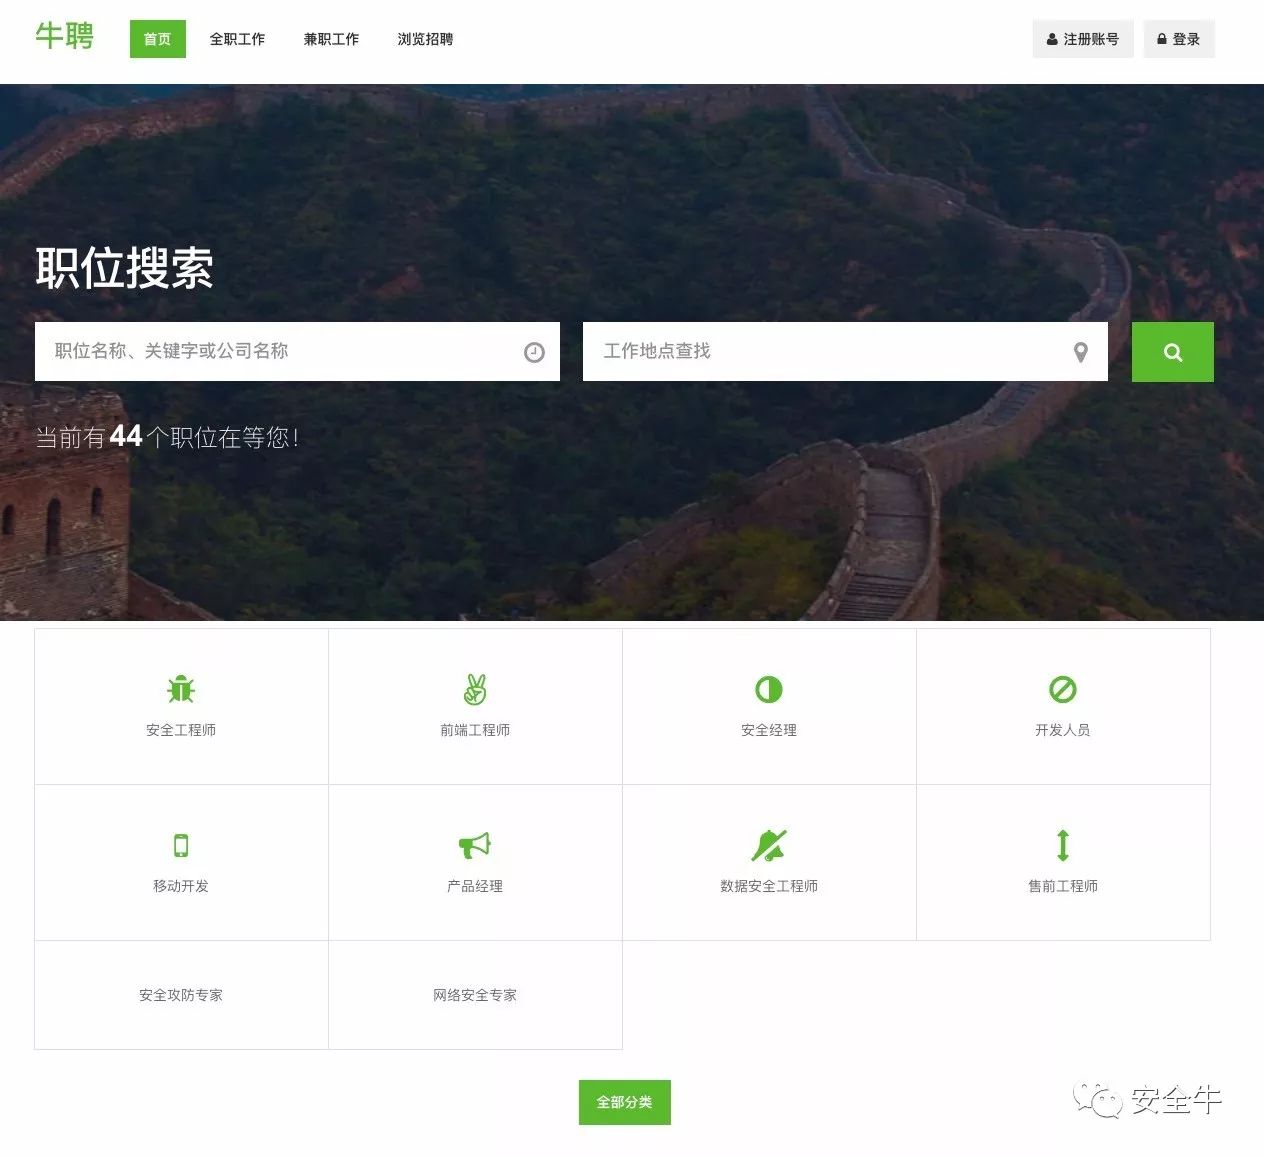 牛聘
首页 全职工作 兼职工作 浏览招聘 注册账号 登录
职位搜索
职位名称、关键字或公司名称 工作地点查找
当前有44个职位在等您!
安全工程师 前端工程师 安全经理 开发人员
移动开发 产品经理 数据安全工程师 售前工程师
安全攻防专家 网络安全专家
全部分类
安全牛